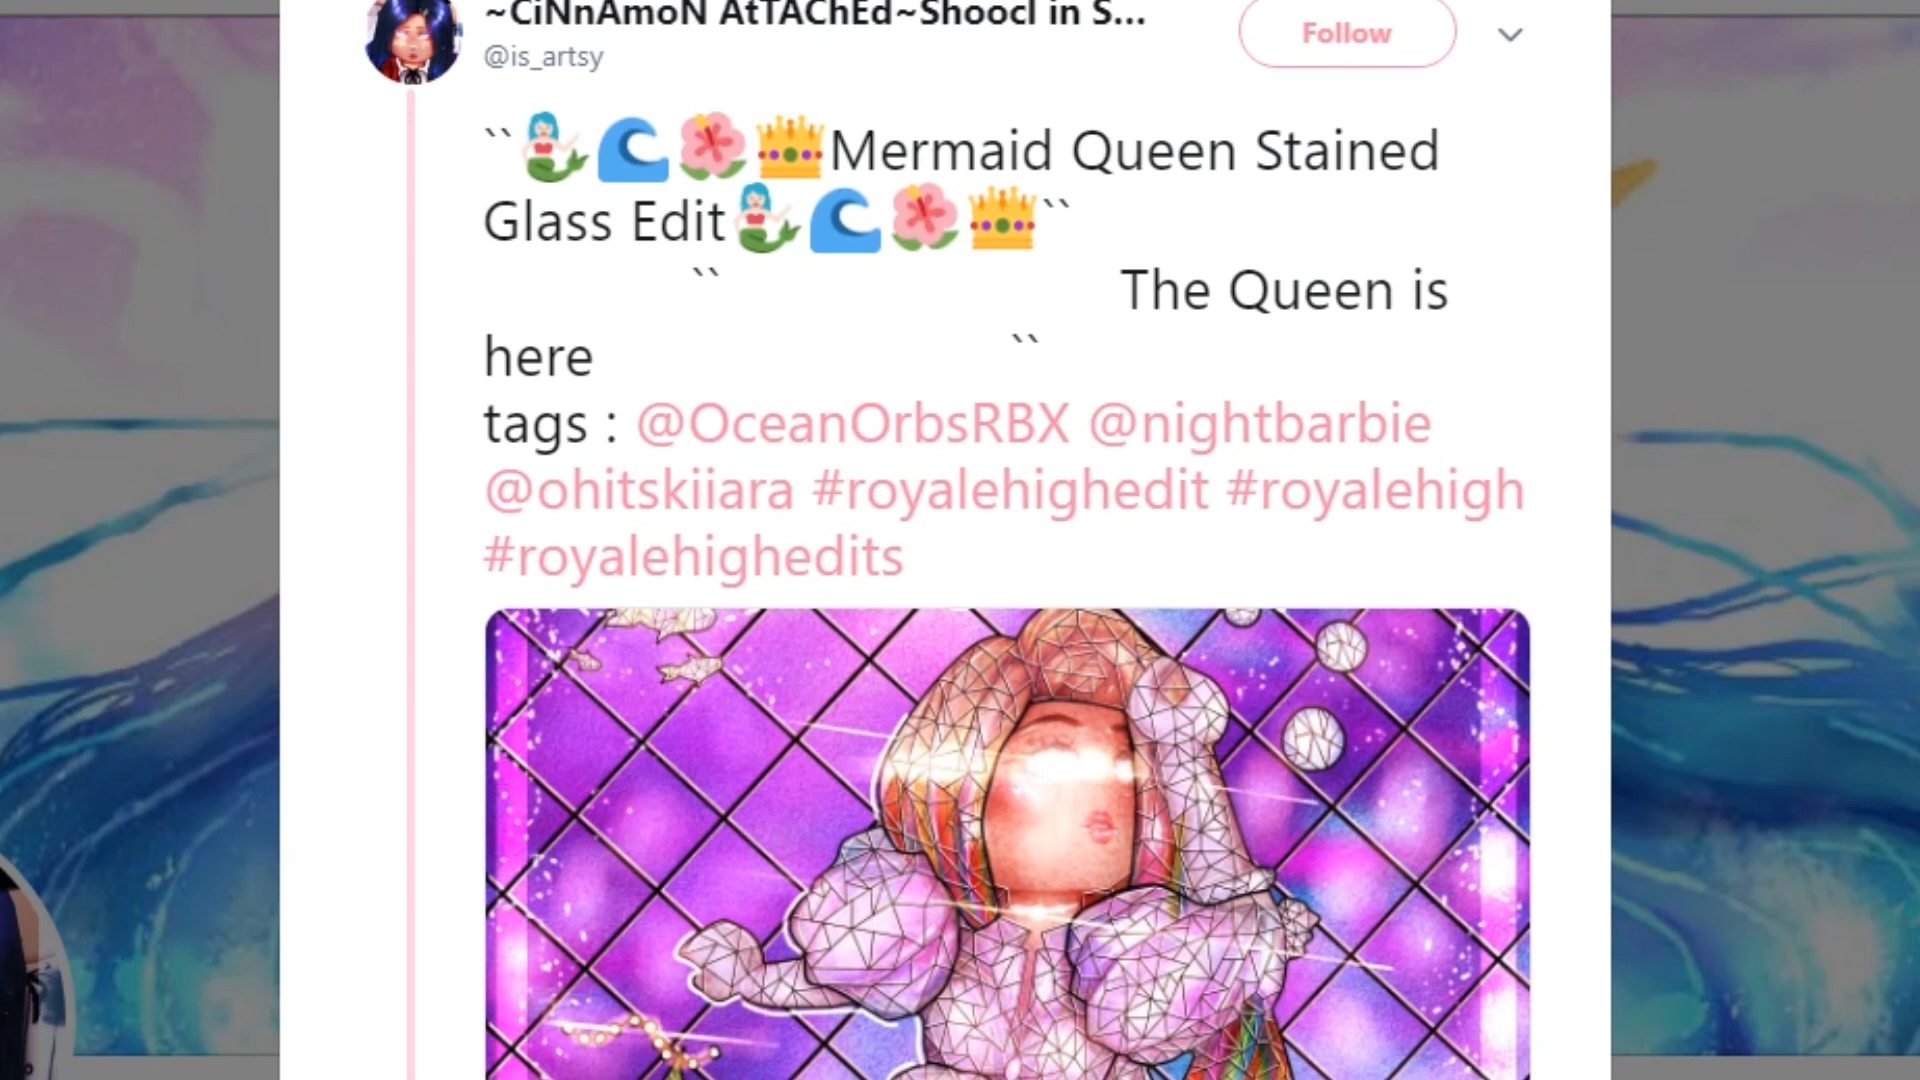 ~CiNnAmoN AtTAChEd~Shoocl in S...
Follow
@is_artsy
``🧜🏻‍♀️🌊🌺👑Mermaid Queen Stained
Glass Edit🧜🏻‍♀️🌊🌺👑``
`` The Queen is
here ``
tags : @OceanOrbsRBX @nightbarbie
@ohitskiiara #royalehighedit #royalehigh
#royalehighedits